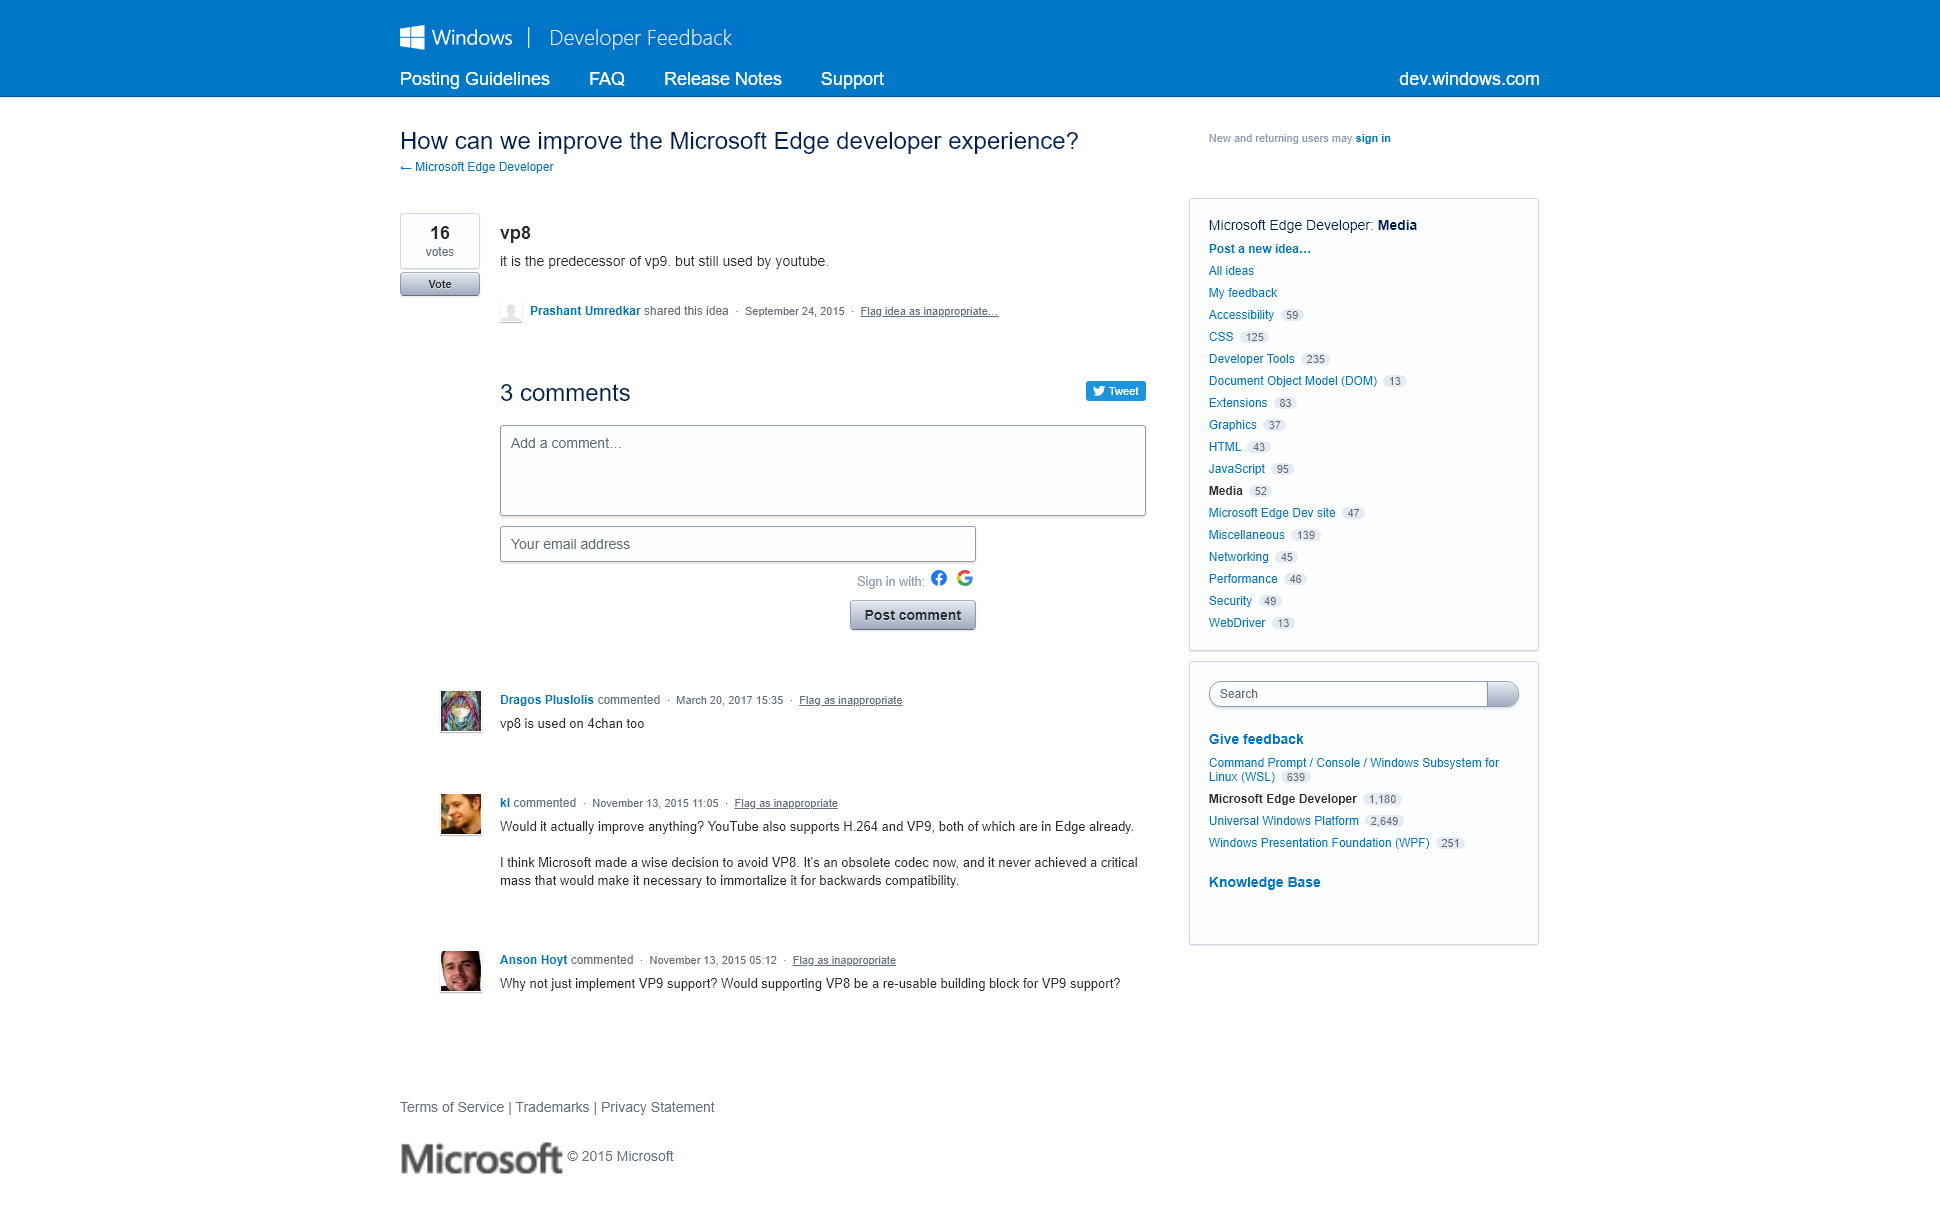 Windows | Developer Feedback
Posting Guidelines FAQ Release Notes Support dev.windows.com
How can we improve the Microsoft Edge developer experience?
← Microsoft Edge Developer
New and returning users may sign in
16
votes
Vote
vp8
it is the predecessor of vp9. but still used by youtube.
Prashant Umredkar shared this idea · September 24, 2015 · Flag idea as inappropriate…
3 comments
Tweet
Add a comment…
Your email address
Sign in with:
Post comment
Dragos Pluslolis commented · March 20, 2017 15:35 · Flag as inappropriate
vp8 is used on 4chan too
kl commented · November 13, 2015 11:05 · Flag as inappropriate
Would it actually improve anything? YouTube also supports H.264 and VP9, both of which are in Edge already.
I think Microsoft made a wise decision to avoid VP8. It's an obsolete codec now, and it never achieved a critical
mass that would make it necessary to immortalize it for backwards compatibility.
Anson Hoyt commented · November 13, 2015 05:12 · Flag as inappropriate
Why not just implement VP9 support? Would supporting VP8 be a re-usable building block for VP9 support?
Microsoft Edge Developer: Media
Post a new idea…
All ideas
My feedback
Accessibility 59
CSS 125
Developer Tools 235
Document Object Model (DOM) 13
Extensions 83
Graphics 37
HTML 43
JavaScript 95
Media 52
Microsoft Edge Dev site 47
Miscellaneous 139
Networking 45
Performance 46
Security 49
WebDriver 13
Search
Give feedback
Command Prompt / Console / Windows Subsystem for
Linux (WSL) 639
Microsoft Edge Developer 1,180
Universal Windows Platform 2,649
Windows Presentation Foundation (WPF) 251
Knowledge Base
Terms of Service | Trademarks | Privacy Statement
Microsoft © 2015 Microsoft